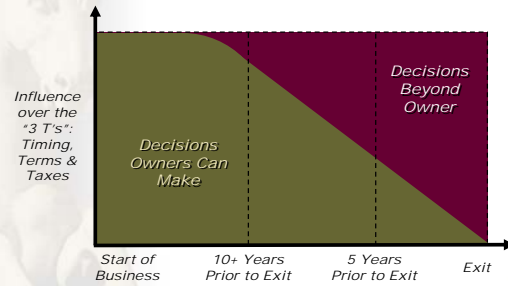 Influence
over the
"3 T's":
Timing,
Terms &
Taxes
Decisions
Owners Can
Make
Decisions
Beyond
Owner
Start of
Business
10+ Years
Prior to Exit
5 Years
Prior to Exit
Exit